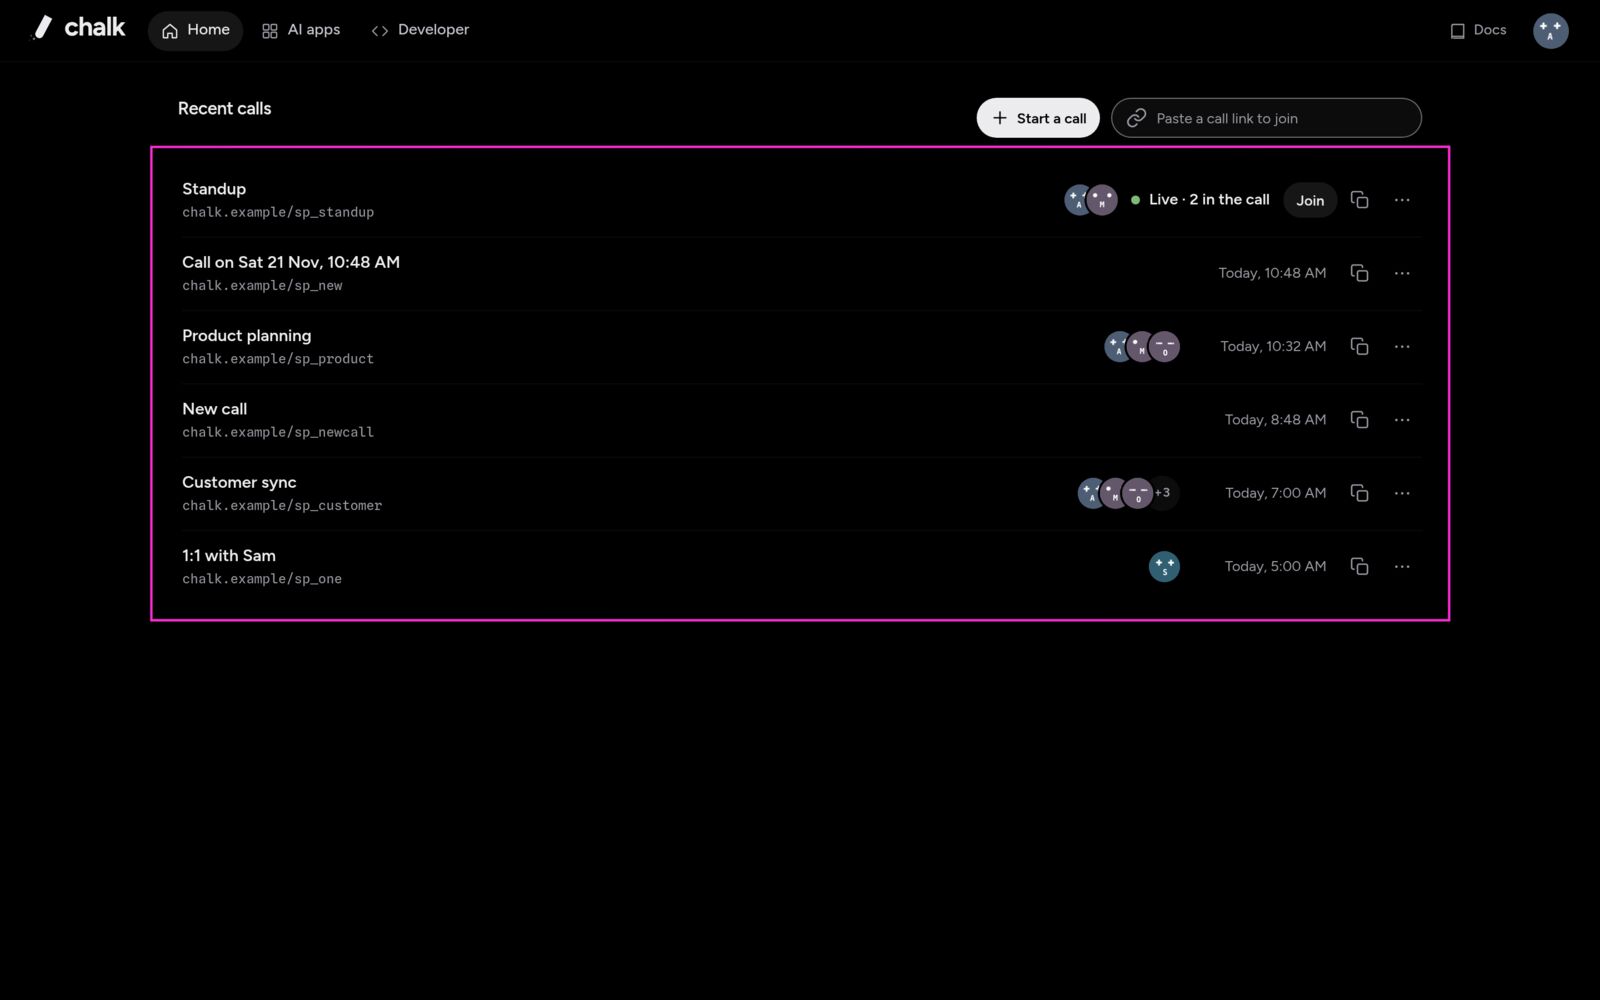 chalk
Home
AI apps
Developer
Docs
A
Recent calls
Start a call
Paste a call link to join
Standup
chalk.example/sp_standup
A
M
Live · 2 in the call
Join
Call on Sat 21 Nov, 10:48 AM
chalk.example/sp_new
Today, 10:48 AM
Product planning
chalk.example/sp_product
A
M
O
Today, 10:32 AM
New call
chalk.example/sp_newcall
Today, 8:48 AM
Customer sync
chalk.example/sp_customer
A
M
O
+3
Today, 7:00 AM
1:1 with Sam
chalk.example/sp_one
S
Today, 5:00 AM